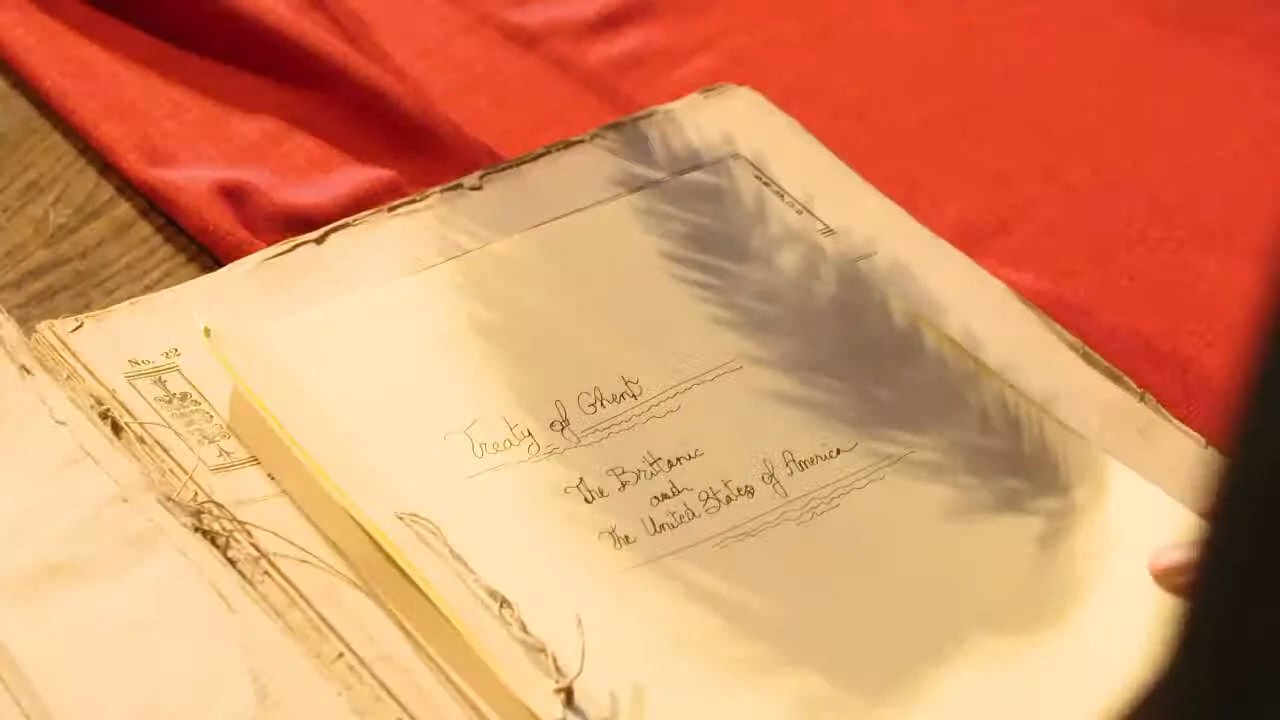 No. 22
Treaty of Ghent
The Brittanic
and
The United States of America